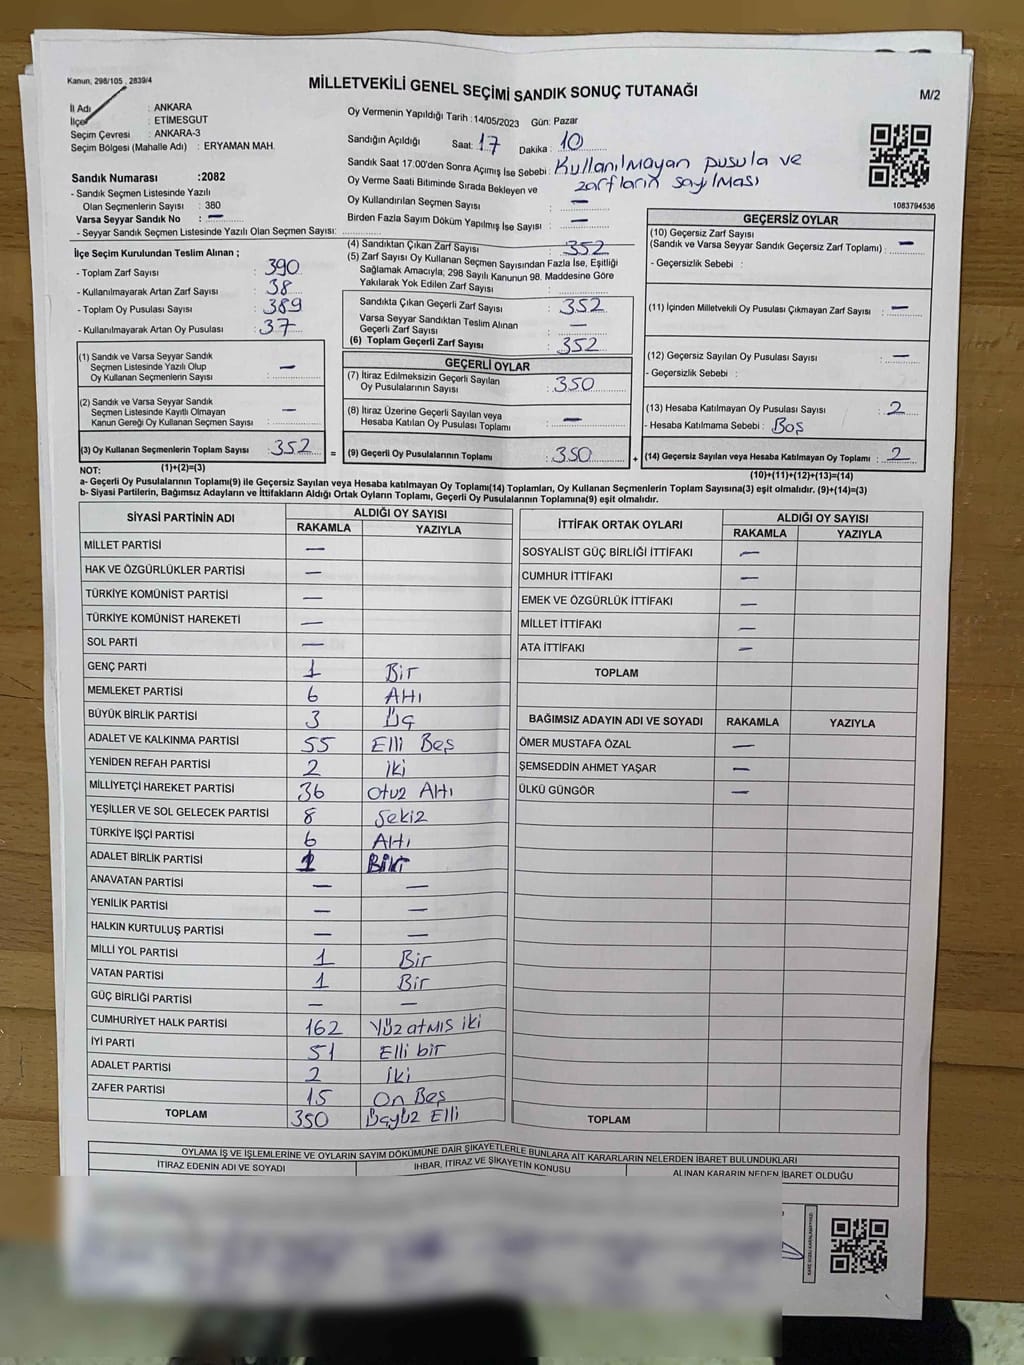 Kanun, 298/105 , 2839/4
MİLLETVEKİLİ GENEL SEÇİMİ SANDIK SONUÇ TUTANAĞI
M/2
İl Adı : ANKARA
İlçe : ETİMESGUT
Seçim Çevresi : ANKARA-3
Seçim Bölgesi (Mahalle Adı) : ERYAMAN MAH.
Oy Vermenin Yapıldığı Tarih :14/05/2023 Gün: Pazar
Sandığın Açıldığı Saat: 17 Dakika : 10
Sandık Saat 17.00'den Sonra Açımış İse Sebebi : Kullanılmayan pusula ve zarfların sayılması
Oy Verme Saati Bitiminde Sırada Bekleyen ve
Oy Kullandırılan Seçmen Sayısı : —
Birden Fazla Sayım Döküm Yapılmış İse Sayısı : —
1083794536
Sandık Numarası :2082
- Sandık Seçmen Listesinde Yazılı
Olan Seçmenlerin Sayısı : 380
Varsa Seyyar Sandık No : —
- Seyyar Sandık Seçmen Listesinde Yazılı Olan Seçmen Sayısı:
İlçe Seçim Kurulundan Teslim Alınan ;
- Toplam Zarf Sayısı : 390
- Kullanılmayarak Artan Zarf Sayısı : 38
- Toplam Oy Pusulası Sayısı : 389
- Kullanılmayarak Artan Oy Pusulası : 37
(1) Sandık ve Varsa Seyyar Sandık
Seçmen Listesinde Yazılı Olup
Oy Kullanan Seçmenlerin Sayısı : —
(2) Sandık ve Varsa Seyyar Sandık
Seçmen Listesinde Kayıtlı Olmayan
Kanun Gereği Oy Kullanan Seçmen Sayısı : —
(3) Oy Kullanan Seçmenlerin Toplam Sayısı : 352 =
(4) Sandıktan Çıkan Zarf Sayısı : 352
(5) Zarf Sayısı Oy Kullanan Seçmen Sayısından Fazla İse, Eşitliği
Sağlamak Amacıyla; 298 Sayılı Kanunun 98. Maddesine Göre
Yakılarak Yok Edilen Zarf Sayısı :
Sandıkta Çıkan Geçerli Zarf Sayısı : 352
Varsa Seyyar Sandıktan Teslim Alınan
Geçerli Zarf Sayısı : —
(6) Toplam Geçerli Zarf Sayısı : 352
GEÇERLİ OYLAR
(7) İtiraz Edilmeksizin Geçerli Sayılan
Oy Pusulalarının Sayısı : 350
(8) İtiraz Üzerine Geçerli Sayılan veya
Hesaba Katılan Oy Pusulası Toplamı : —
(9) Geçerli Oy Pusulalarının Toplamı : 350 +
GEÇERSİZ OYLAR
(10) Geçersiz Zarf Sayısı
(Sandık ve Varsa Seyyar Sandık Geçersiz Zarf Toplamı) : —
- Geçersizlik Sebebi :
(11) İçinden Milletvekili Oy Pusulası Çıkmayan Zarf Sayısı : —
(12) Geçersiz Sayılan Oy Pusulası Sayısı : —
- Geçersizlik Sebebi :
(13) Hesaba Katılmayan Oy Pusulası Sayısı : 2
- Hesaba Katılmama Sebebi : Boş
(14) Geçersiz Sayılan veya Hesaba Katılmayan Oy Toplamı : 2
NOT: (1)+(2)=(3) (10)+(11)+(12)+(13)=(14)
a- Geçerli Oy Pusulalarının Toplamı(9) ile Geçersiz Sayılan veya Hesaba katılmayan Oy Toplamı(14) Toplamları, Oy Kullanan Seçmenlerin Toplam Sayısına(3) eşit olmalıdır. (9)+(14)=(3)
b- Siyasi Partilerin, Bağımsız Adayların ve İttifakların Aldığı Ortak Oyların Toplamı, Geçerli Oy Pusulalarının Toplamına(9) eşit olmalıdır.
SİYASİ PARTİNİN ADI ALDIĞI OY SAYISI
RAKAMLA YAZIYLA
MİLLET PARTİSİ —
HAK VE ÖZGÜRLÜKLER PARTİSİ —
TÜRKİYE KOMÜNİST PARTİSİ —
TÜRKİYE KOMÜNİST HAREKETİ —
SOL PARTİ —
GENÇ PARTİ 1 Bir
MEMLEKET PARTİSİ 6 Altı
BÜYÜK BİRLİK PARTİSİ 3 Üç
ADALET VE KALKINMA PARTİSİ 55 Elli Beş
YENİDEN REFAH PARTİSİ 2 iki
MİLLİYETÇİ HAREKET PARTİSİ 36 otuz Altı
YEŞİLLER VE SOL GELECEK PARTİSİ 8 Sekiz
TÜRKİYE İŞÇİ PARTİSİ 6 Altı
ADALET BİRLİK PARTİSİ 1 Bir
ANAVATAN PARTİSİ — —
YENİLİK PARTİSİ — —
HALKIN KURTULUŞ PARTİSİ — —
MİLLİ YOL PARTİSİ 1 Bir
VATAN PARTİSİ 1 Bir
GÜÇ BİRLİĞİ PARTİSİ — —
CUMHURİYET HALK PARTİSİ 162 Yüz atmıs iki
İYİ PARTİ 51 Elli bir
ADALET PARTİSİ 2 iki
ZAFER PARTİSİ 15 On Beş
TOPLAM 350 Üçyüz Elli
İTTİFAK ORTAK OYLARI ALDIĞI OY SAYISI
RAKAMLA YAZIYLA
SOSYALİST GÜÇ BİRLİĞİ İTTİFAKI —
CUMHUR İTTİFAKI —
EMEK VE ÖZGÜRLÜK İTTİFAKI —
MİLLET İTTİFAKI —
ATA İTTİFAKI —
TOPLAM
BAĞIMSIZ ADAYIN ADI VE SOYADI RAKAMLA YAZIYLA
ÖMER MUSTAFA ÖZAL —
ŞEMSEDDİN AHMET YAŞAR —
ÜLKÜ GÜNGÖR —
TOPLAM
OYLAMA İŞ VE İŞLEMLERİNE VE OYLARIN SAYIM DÖKÜMÜNE DAİR ŞİKAYETLERLE BUNLARA AİT KARARLARIN NELERDEN İBARET BULUNDUKLARI
İTİRAZ EDENİN ADI VE SOYADI İHBAR, İTİRAZ VE ŞİKAYETİN KONUSU ALINAN KARARIN NEDEN İBARET OLDUĞU